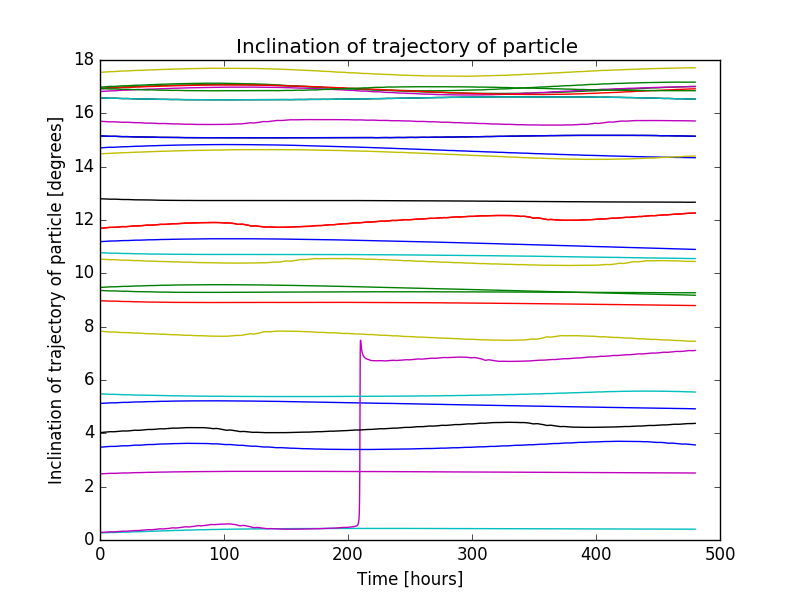 Inclination of trajectory of particle
18
16
14
12
10
8
6
4
2
0
Inclination of trajectory of particle [degrees]
0 100 200 300 400 500
Time [hours]